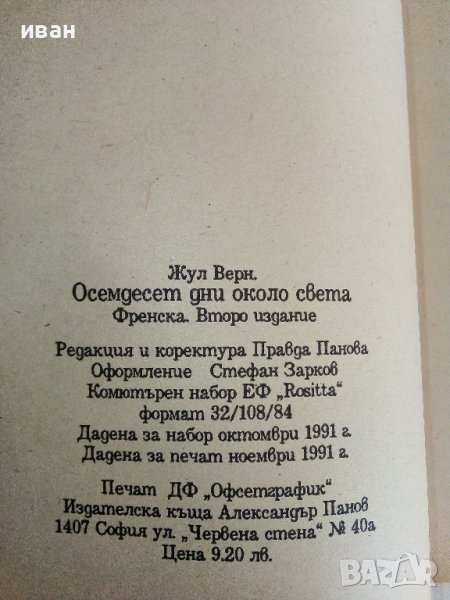 иван
Жул Верн.
Осемдесет дни около света
Френска. Второ издание
Редакция и коректура Правда Панова
Оформление Стефан Зарков
Комютърен набор ЕФ „Rositta“
формат 32/108/84
Дадена за набор октомври 1991 г.
Дадена за печат ноември 1991 г.
Печат ДФ „Офсетграфик“
Издателска къща Александър Панов
1407 София ул. „Червена стена“ № 40а
Цена 9.20 лв.
BAZAR